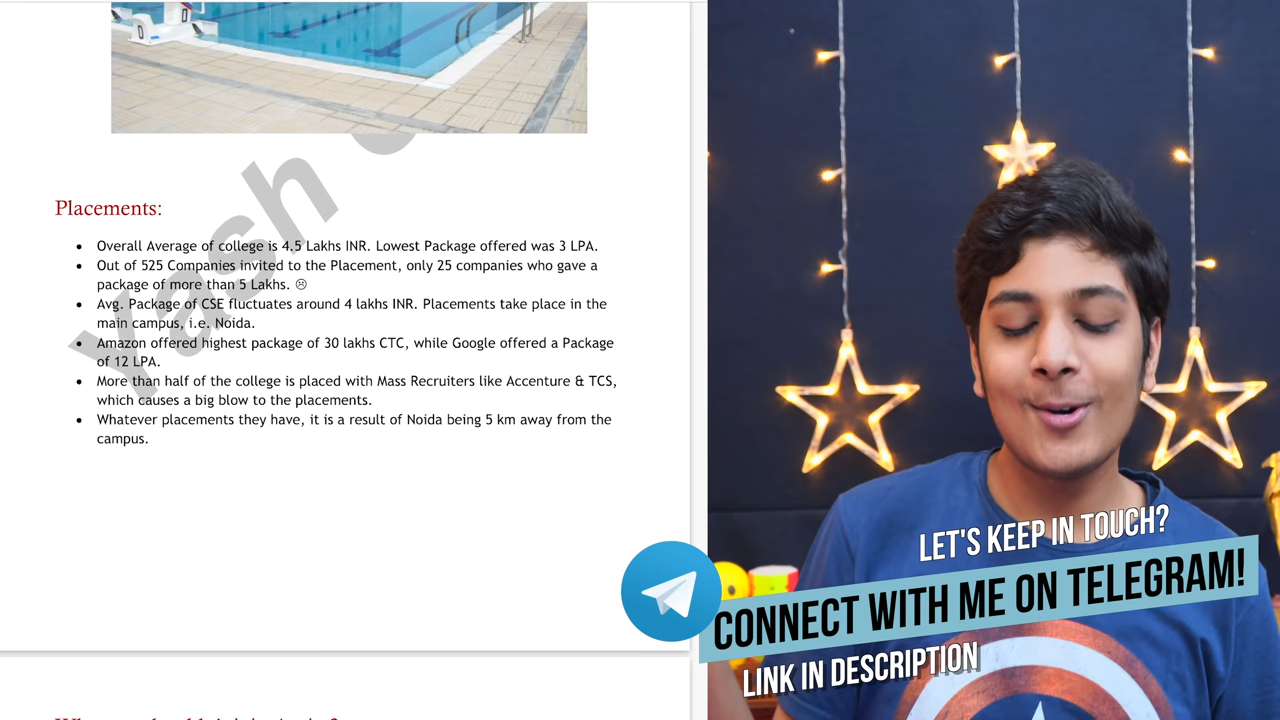 Placements:
• Overall Average of college is 4.5 Lakhs INR. Lowest Package offered was 3 LPA.
• Out of 525 Companies invited to the Placement, only 25 companies who gave a
package of more than 5 Lakhs. ☹
• Avg. Package of CSE fluctuates around 4 lakhs INR. Placements take place in the
main campus, i.e. Noida.
• Amazon offered highest package of 30 lakhs CTC, while Google offered a Package
of 12 LPA.
• More than half of the college is placed with Mass Recruiters like Accenture & TCS,
which causes a big blow to the placements.
• Whatever placements they have, it is a result of Noida being 5 km away from the
campus.
Yash
LET'S KEEP IN TOUCH?
CONNECT WITH ME ON TELEGRAM!
LINK IN DESCRIPTION